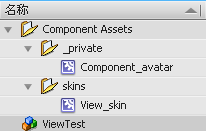 名称
Component Assets
_private
Component_avatar
skins
View_skin
ViewTest